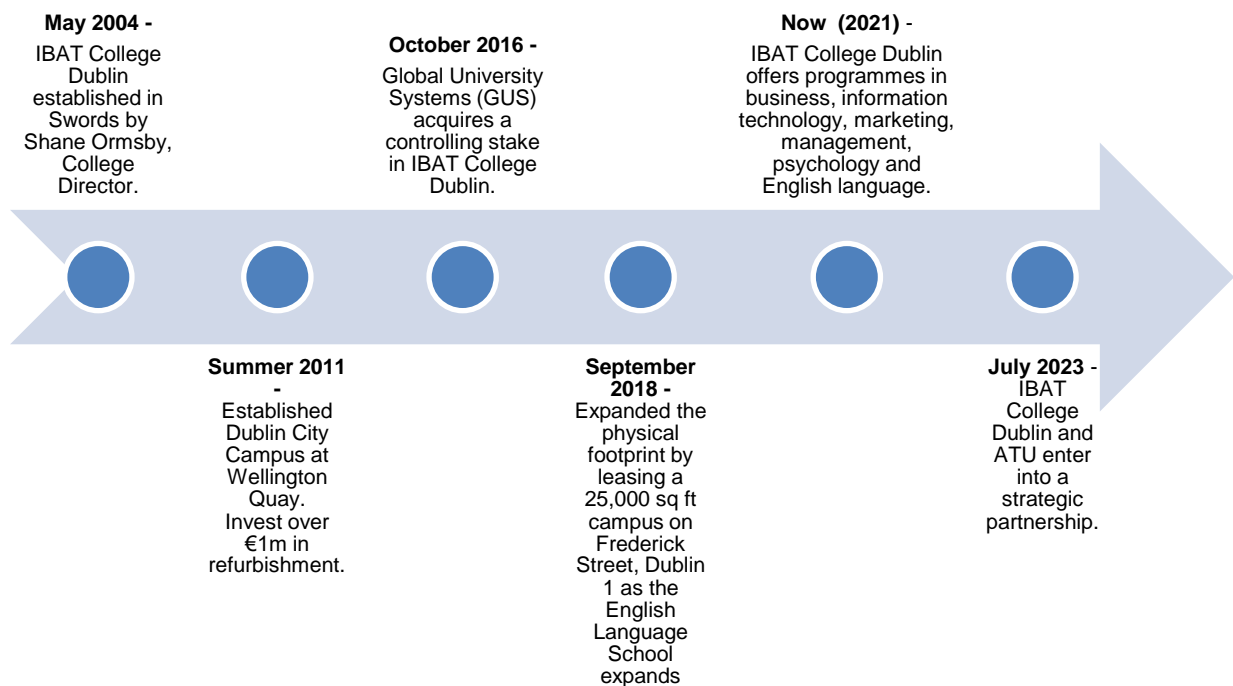 May 2004 -
IBAT College
Dublin
established in
Swords by
Shane Ormsby,
College
Director.
Summer 2011
-
Established
Dublin City
Campus at
Wellington
Quay.
Invest over
€1m in
refurbishment.
October 2016 -
Global University
Systems (GUS)
acquires a
controlling stake
in IBAT College
Dublin.
September
2018 -
Expanded the
physical
footprint by
leasing a
25,000 sq ft
campus on
Frederick
Street, Dublin
1 as the
English
Language
School
expands
Now (2021) -
IBAT College Dublin
offers programmes in
business, information
technology, marketing,
management,
psychology and
English language.
July 2023 -
IBAT
College
Dublin and
ATU enter
into a
strategic
partnership.